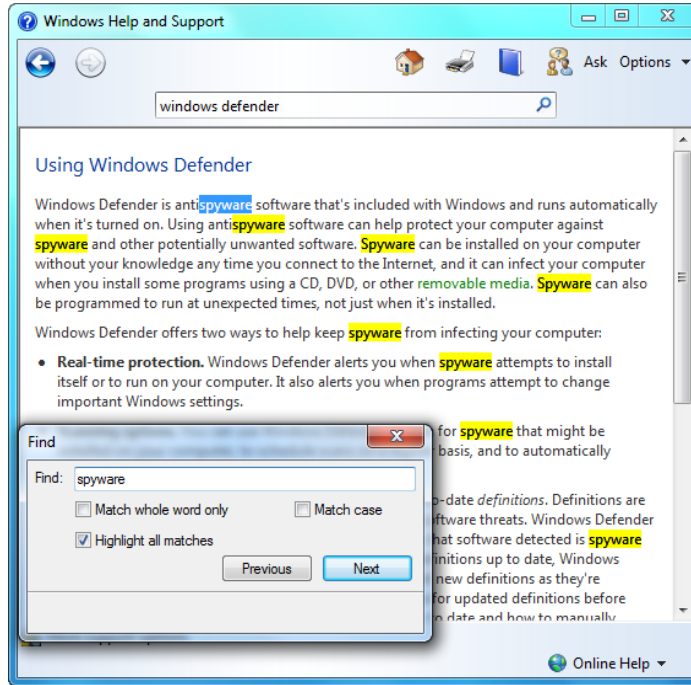 Windows Help and Support
Ask Options
windows defender
Using Windows Defender
Windows Defender is antispyware software that's included with Windows and runs automatically
when it's turned on. Using antispyware software can help protect your computer against
spyware and other potentially unwanted software. Spyware can be installed on your computer
without your knowledge any time you connect to the Internet, and it can infect your computer
when you install some programs using a CD, DVD, or other removable media. Spyware can also
be programmed to run at unexpected times, not just when it's installed.
Windows Defender offers two ways to help keep spyware from infecting your computer:
• Real-time protection. Windows Defender alerts you when spyware attempts to install
itself or to run on your computer. It also alerts you when programs attempt to change
important Windows settings.
for spyware that might be
basis, and to automatically
-date definitions. Definitions are
ftware threats. Windows Defender
hat software detected is spyware
finitions up to date, Windows
new definitions as they're
for updated definitions before
date and how to manually
Find
Find: spyware
Match whole word only Match case
Highlight all matches
Previous Next
Online Help